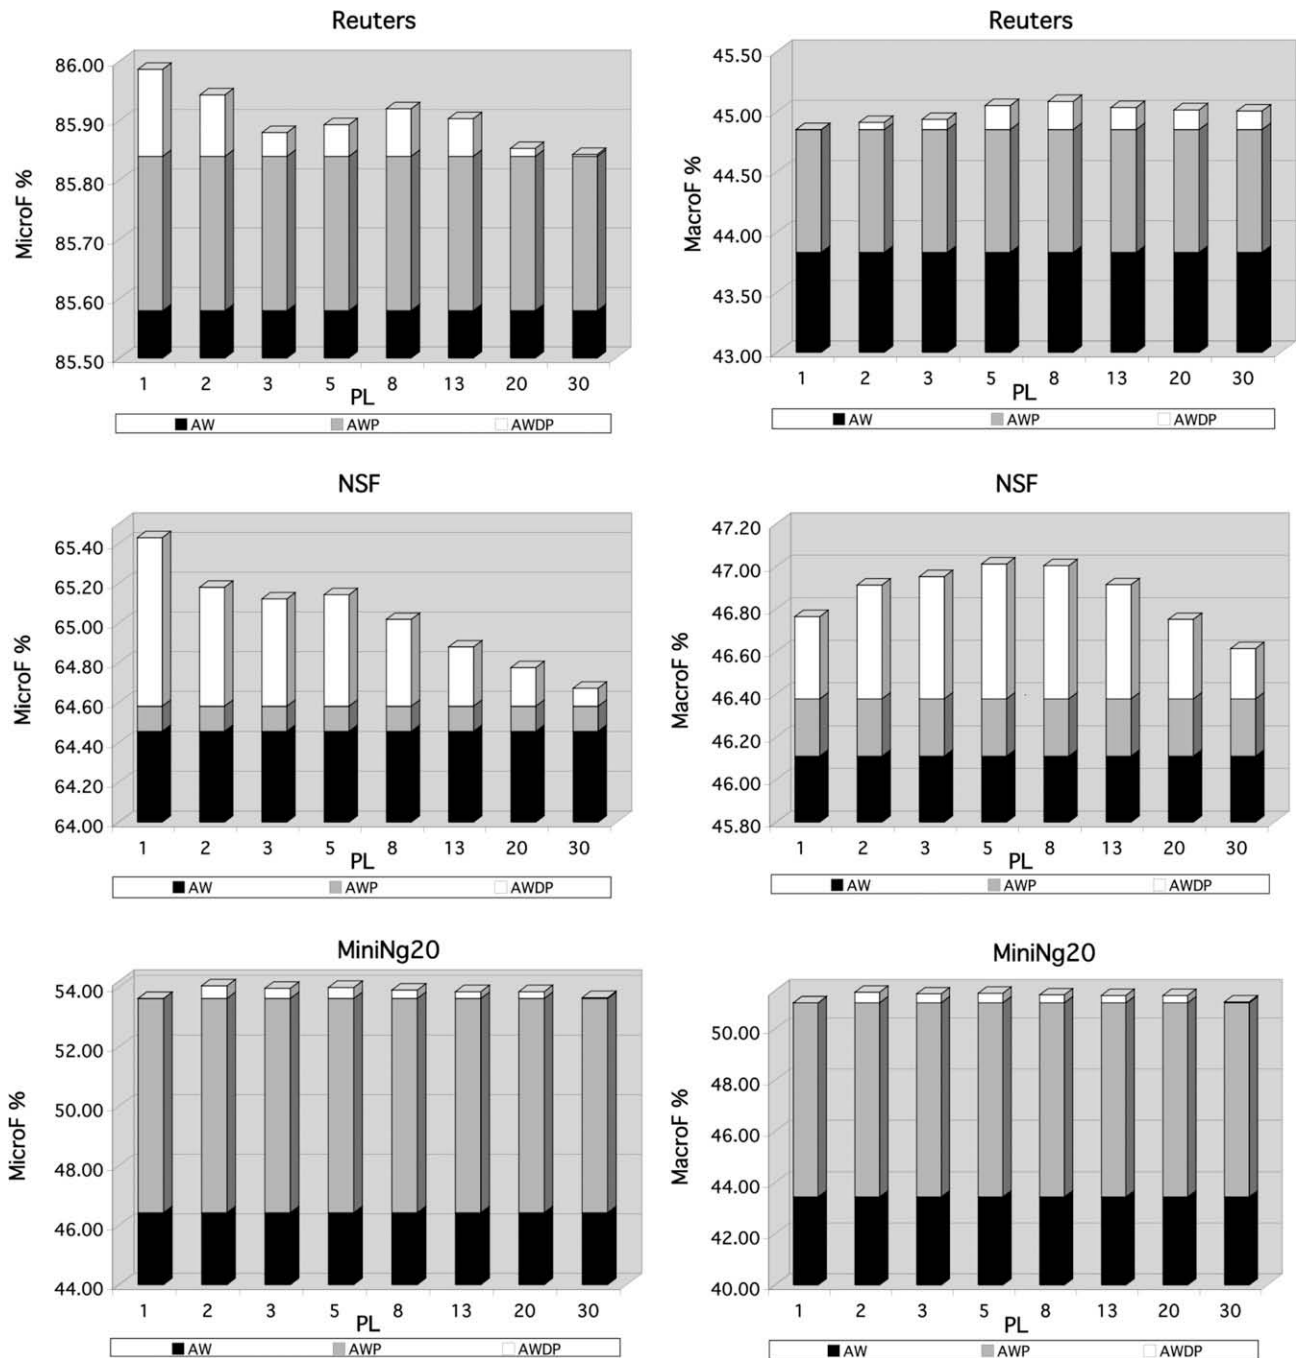 Reuters
MicroF %
86.00
85.90
85.80
85.70
85.60
85.50
1 2 3 5 8 13 20 30
PL
AW AWP AWDP
Reuters
MacroF %
45.50
45.00
44.50
44.00
43.50
43.00
1 2 3 5 8 13 20 30
PL
AW AWP AWDP
NSF
MicroF %
65.40
65.20
65.00
64.80
64.60
64.40
64.20
64.00
1 2 3 5 8 13 20 30
PL
AW AWP AWDP
NSF
MacroF %
47.20
47.00
46.80
46.60
46.40
46.20
46.00
45.80
1 2 3 5 8 13 20 30
PL
AW AWP AWDP
MiniNg20
MicroF %
54.00
52.00
50.00
48.00
46.00
44.00
1 2 3 5 8 13 20 30
PL
AW AWP AWDP
MiniNg20
MacroF %
50.00
48.00
46.00
44.00
42.00
40.00
1 2 3 5 8 13 20 30
PL
AW AWP AWDP